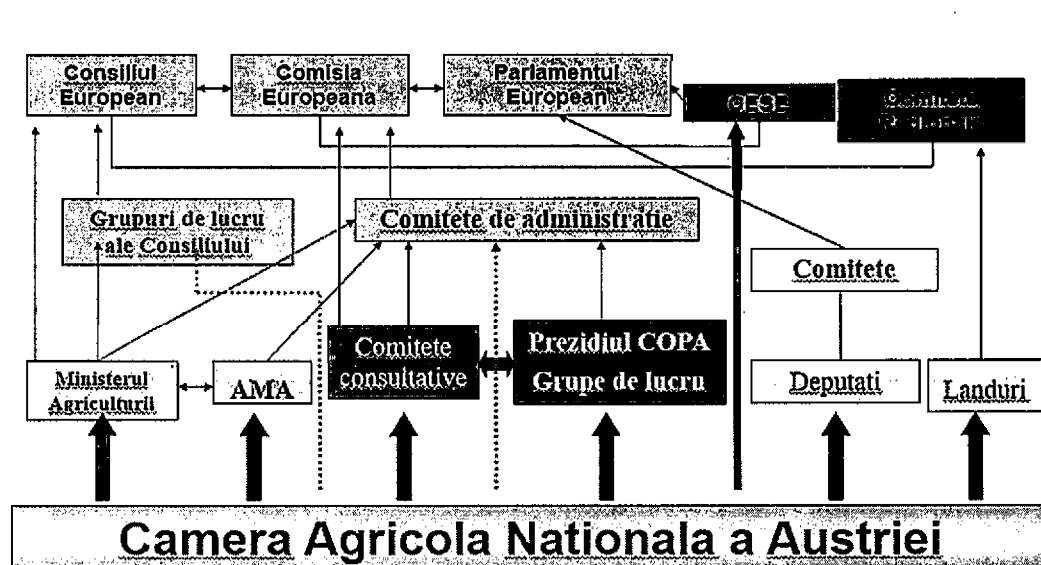 Consiliul
European
Comisia
Europeana
Parlamentul
European
CESE
Grupuri de lucru
ale Consiliului
Comitete de administratie
Comitete
Ministerul
Agriculturii
AMA
Comitete
consultative
Prezidiul COPA
Grupe de lucru
Deputati
Landuri
Camera Agricola Nationala a Austriei